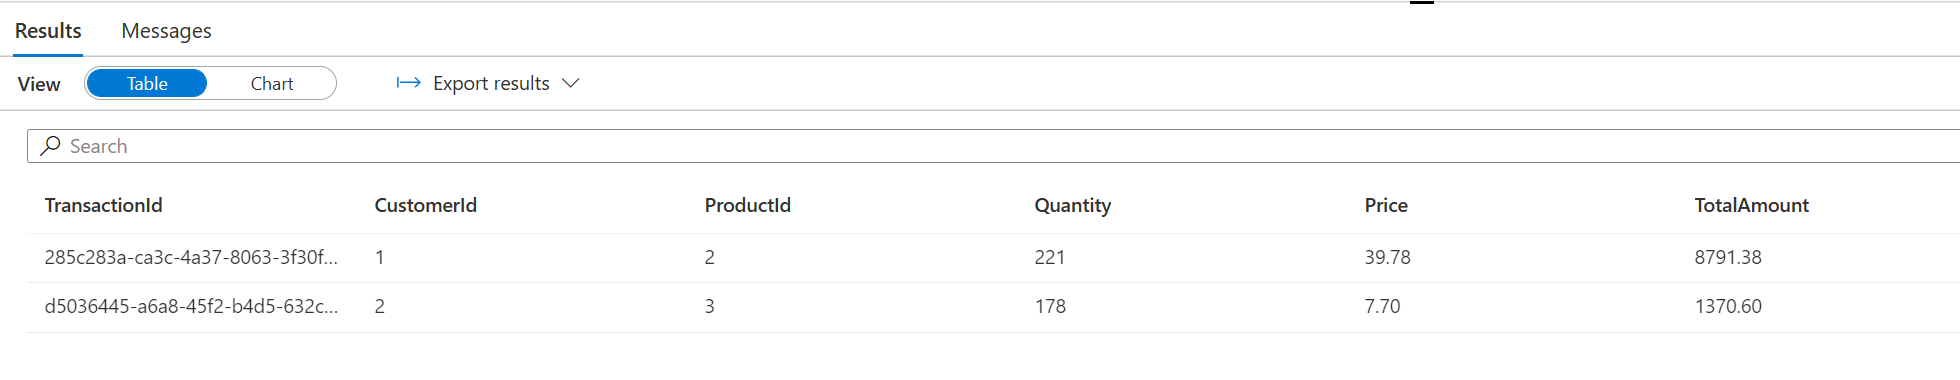 Results Messages
View Table Chart Export results
Search
TransactionId CustomerId ProductId Quantity Price TotalAmount
285c283a-ca3c-4a37-8063-3f30f... 1 2 221 39.78 8791.38
d5036445-a6a8-45f2-b4d5-632c... 2 3 178 7.70 1370.60